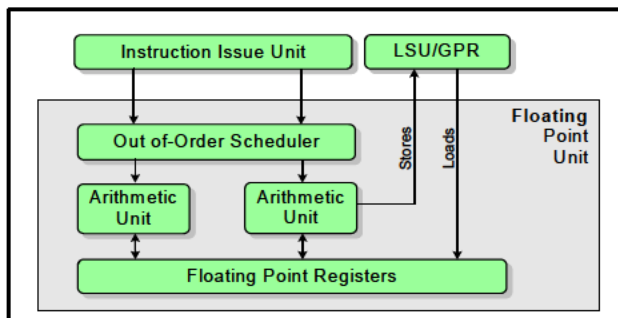 Instruction Issue Unit
LSU/GPR
Floating
Point
Unit
Out of-Order Scheduler
Stores
Loads
Arithmetic
Unit
Arithmetic
Unit
Floating Point Registers